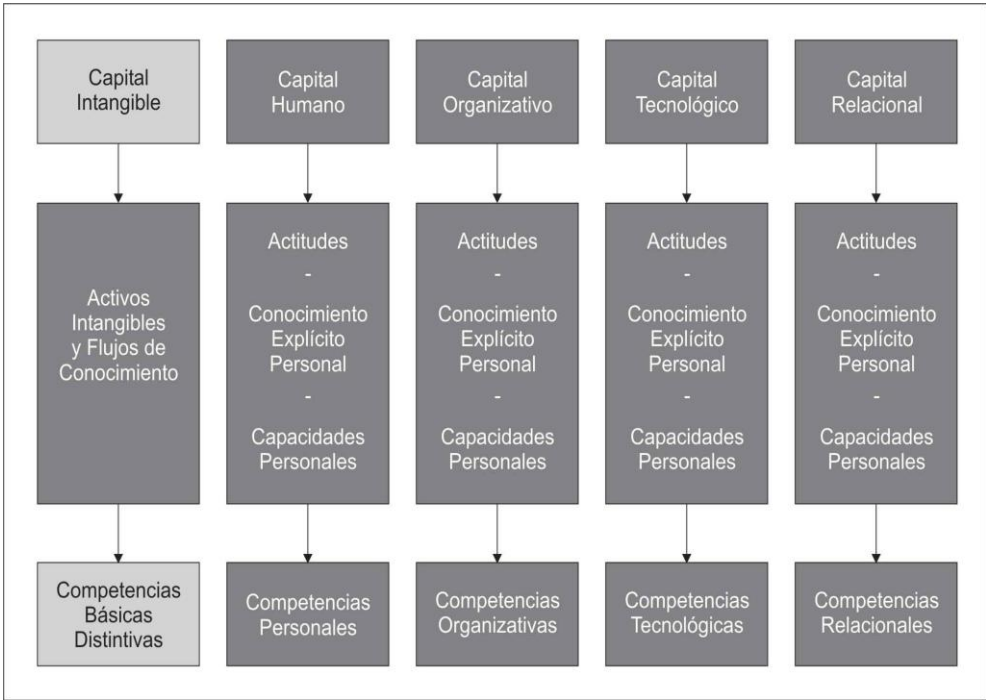 Capital
Intangible
Capital
Humano
Capital
Organizativo
Capital
Tecnológico
Capital
Relacional
Activos
Intangibles
y Flujos de
Conocimiento
Actitudes
-
Conocimiento
Explícito
Personal
-
Capacidades
Personales
Actitudes
-
Conocimiento
Explícito
Personal
-
Capacidades
Personales
Actitudes
-
Conocimiento
Explícito
Personal
-
Capacidades
Personales
Actitudes
-
Conocimiento
Explícito
Personal
-
Capacidades
Personales
Competencias
Básicas
Distintivas
Competencias
Personales
Competencias
Organizativas
Competencias
Tecnológicas
Competencias
Relacionales